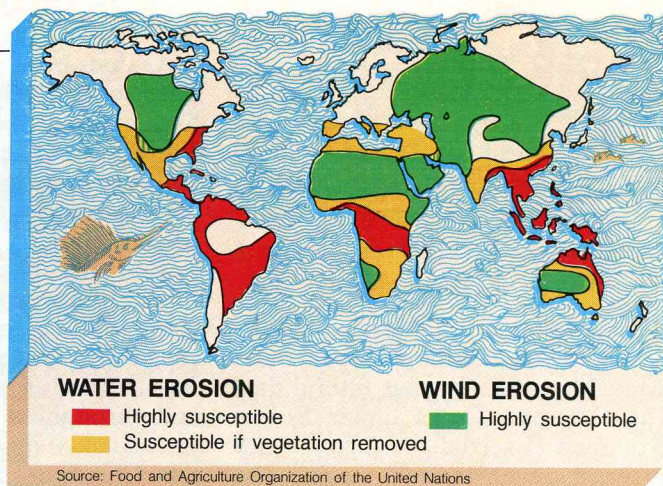 WATER EROSION
Highly susceptible
Susceptible if vegetation removed
WIND EROSION
Highly susceptible
Source: Food and Agriculture Organization of the United Nations